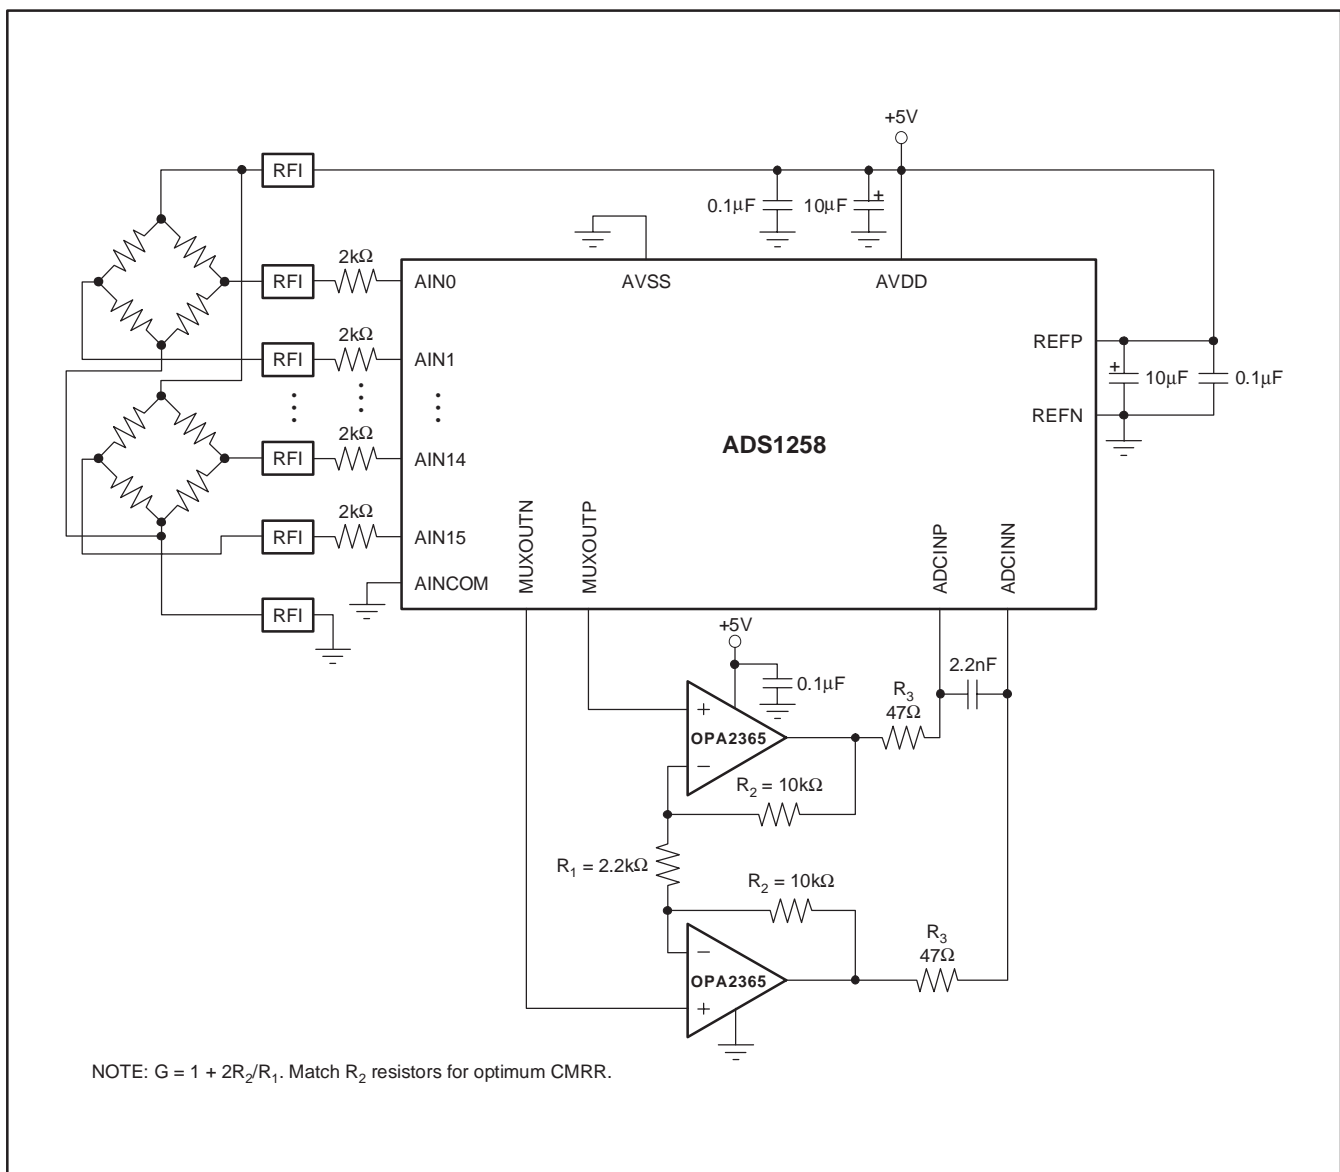 +5V
RFI
0.1µF
10µF
+
2kΩ
RFI
AIN0
AVSS
AVDD
2kΩ
RFI
AIN1
REFP
+
10µF
0.1µF
REFN
2kΩ
RFI
AIN14
ADS1258
2kΩ
RFI
AIN15
MUXOUTN
MUXOUTP
ADCINP
ADCINN
AINCOM
RFI
+5V
0.1µF
2.2nF
R3
47Ω
+
OPA2365
−
R2 = 10kΩ
R1 = 2.2kΩ
R2 = 10kΩ
R3
47Ω
−
OPA2365
+
NOTE: G = 1 + 2R2/R1. Match R2 resistors for optimum CMRR.